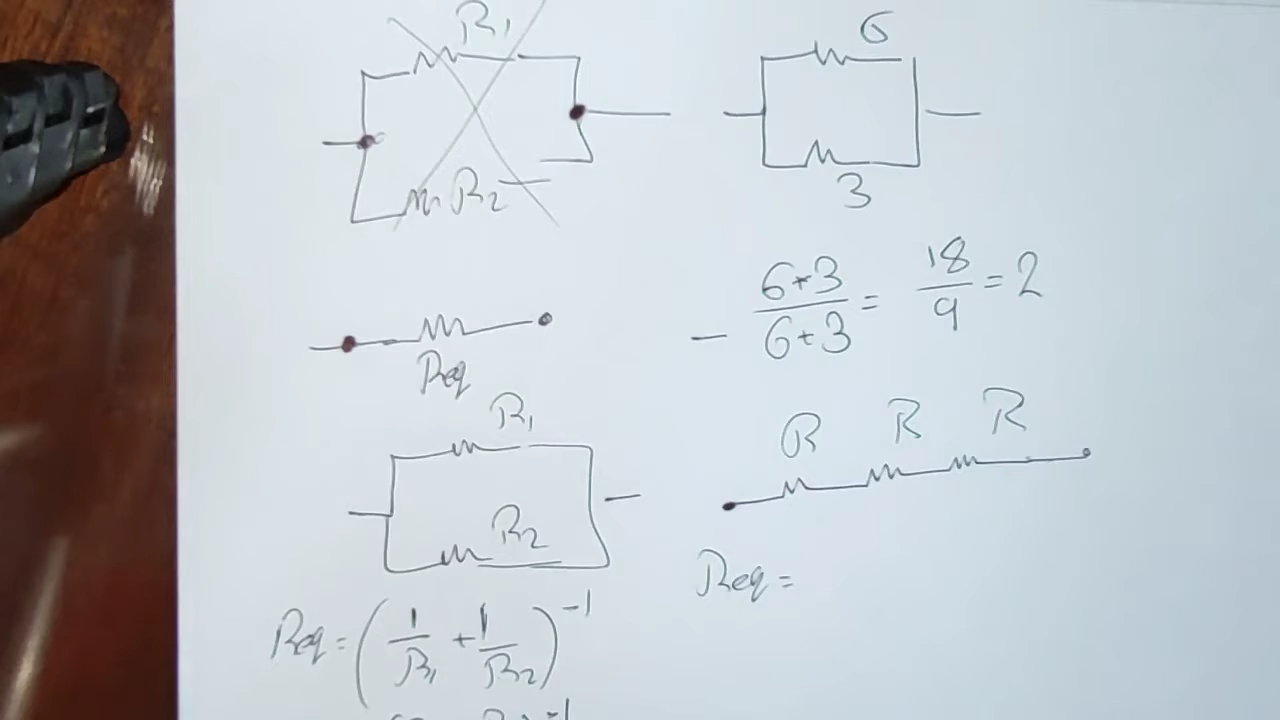 R1
R2
Req
R1
R2
Req = (1/R1 + 1/R2)^-1
6
3
6*3/6+3 = 18/9 = 2
R R R
Req =